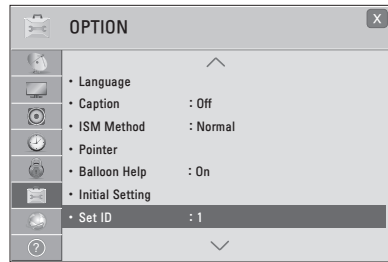 OPTION
X
• Language
• Caption : Off
• ISM Method : Normal
• Pointer
• Balloon Help : On
• Initial Setting
• Set ID : 1
?